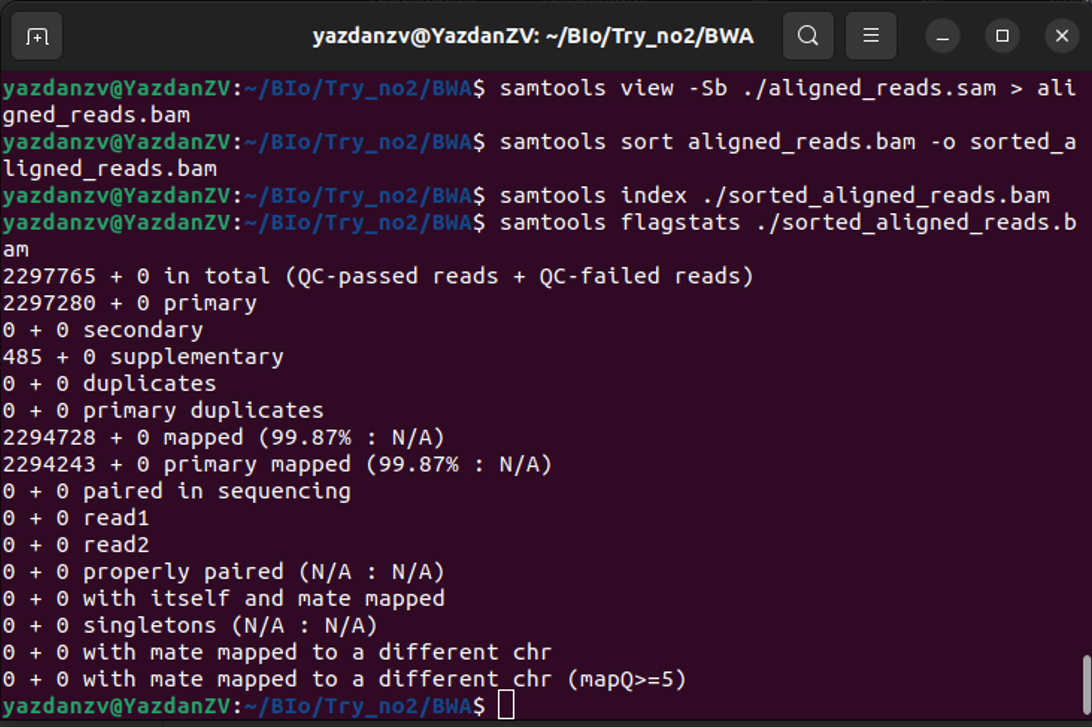 yazdanzv@YazdanZV: ~/BIo/Try_no2/BWA
yazdanzv@YazdanZV:~/BIo/Try_no2/BWA$ samtools view -Sb ./aligned_reads.sam > ali
gned_reads.bam
yazdanzv@YazdanZV:~/BIo/Try_no2/BWA$ samtools sort aligned_reads.bam -o sorted_a
ligned_reads.bam
yazdanzv@YazdanZV:~/BIo/Try_no2/BWA$ samtools index ./sorted_aligned_reads.bam
yazdanzv@YazdanZV:~/BIo/Try_no2/BWA$ samtools flagstats ./sorted_aligned_reads.b
am
2297765 + 0 in total (QC-passed reads + QC-failed reads)
2297280 + 0 primary
0 + 0 secondary
485 + 0 supplementary
0 + 0 duplicates
0 + 0 primary duplicates
2294728 + 0 mapped (99.87% : N/A)
2294243 + 0 primary mapped (99.87% : N/A)
0 + 0 paired in sequencing
0 + 0 read1
0 + 0 read2
0 + 0 properly paired (N/A : N/A)
0 + 0 with itself and mate mapped
0 + 0 singletons (N/A : N/A)
0 + 0 with mate mapped to a different chr
0 + 0 with mate mapped to a different chr (mapQ>=5)
yazdanzv@YazdanZV:~/BIo/Try_no2/BWA$